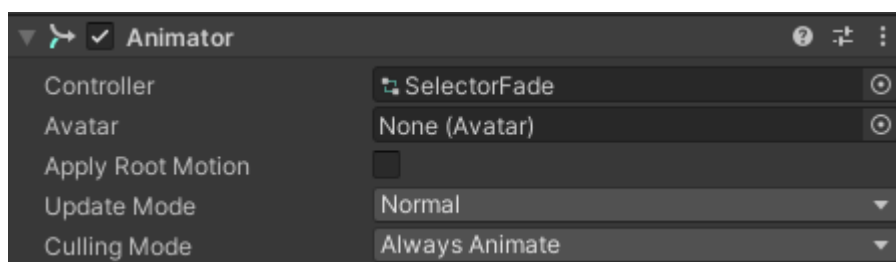 Animator
Controller SelectorFade
Avatar None (Avatar)
Apply Root Motion
Update Mode Normal
Culling Mode Always Animate